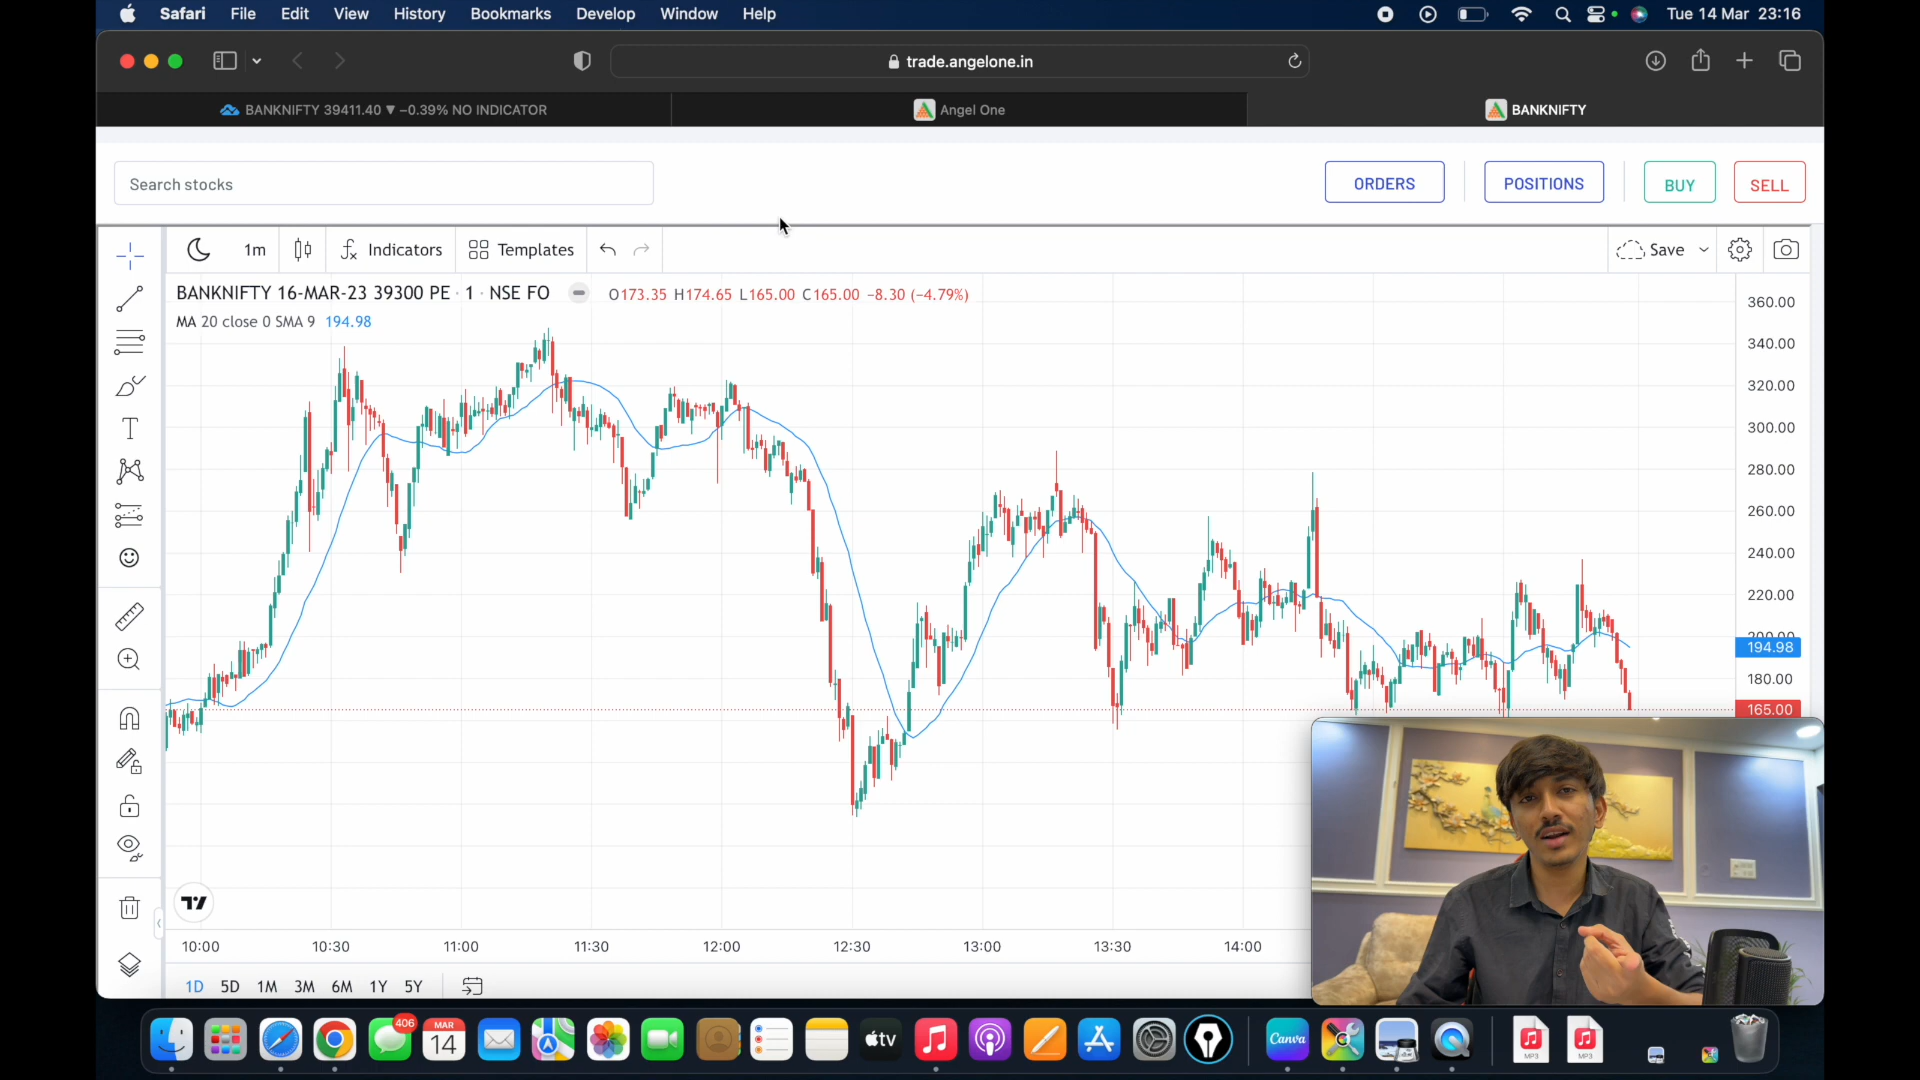 Safari File Edit View History Bookmarks Develop Window Help Tue 14 Mar 23:16
trade.angelone.in
BANKNIFTY 39411.40 ▼ −0.39% NO INDICATOR
Angel One
BANKNIFTY
Search stocks
ORDERS
POSITIONS
BUY
SELL
1m
Indicators
Templates
Save
BANKNIFTY 16-MAR-23 39300 PE · 1 · NSE FO
O173.35 H174.65 L165.00 C165.00 −8.30 (−4.79%)
MA 20 close 0 SMA 9 194.98
360.00
340.00
320.00
300.00
280.00
260.00
240.00
220.00
200.00
194.98
180.00
165.00
10:00 10:30 11:00 11:30 12:00 12:30 13:00 13:30 14:00
1D 5D 1M 3M 6M 1Y 5Y
406
MAR
14
tv
Canva
MP3
MP3